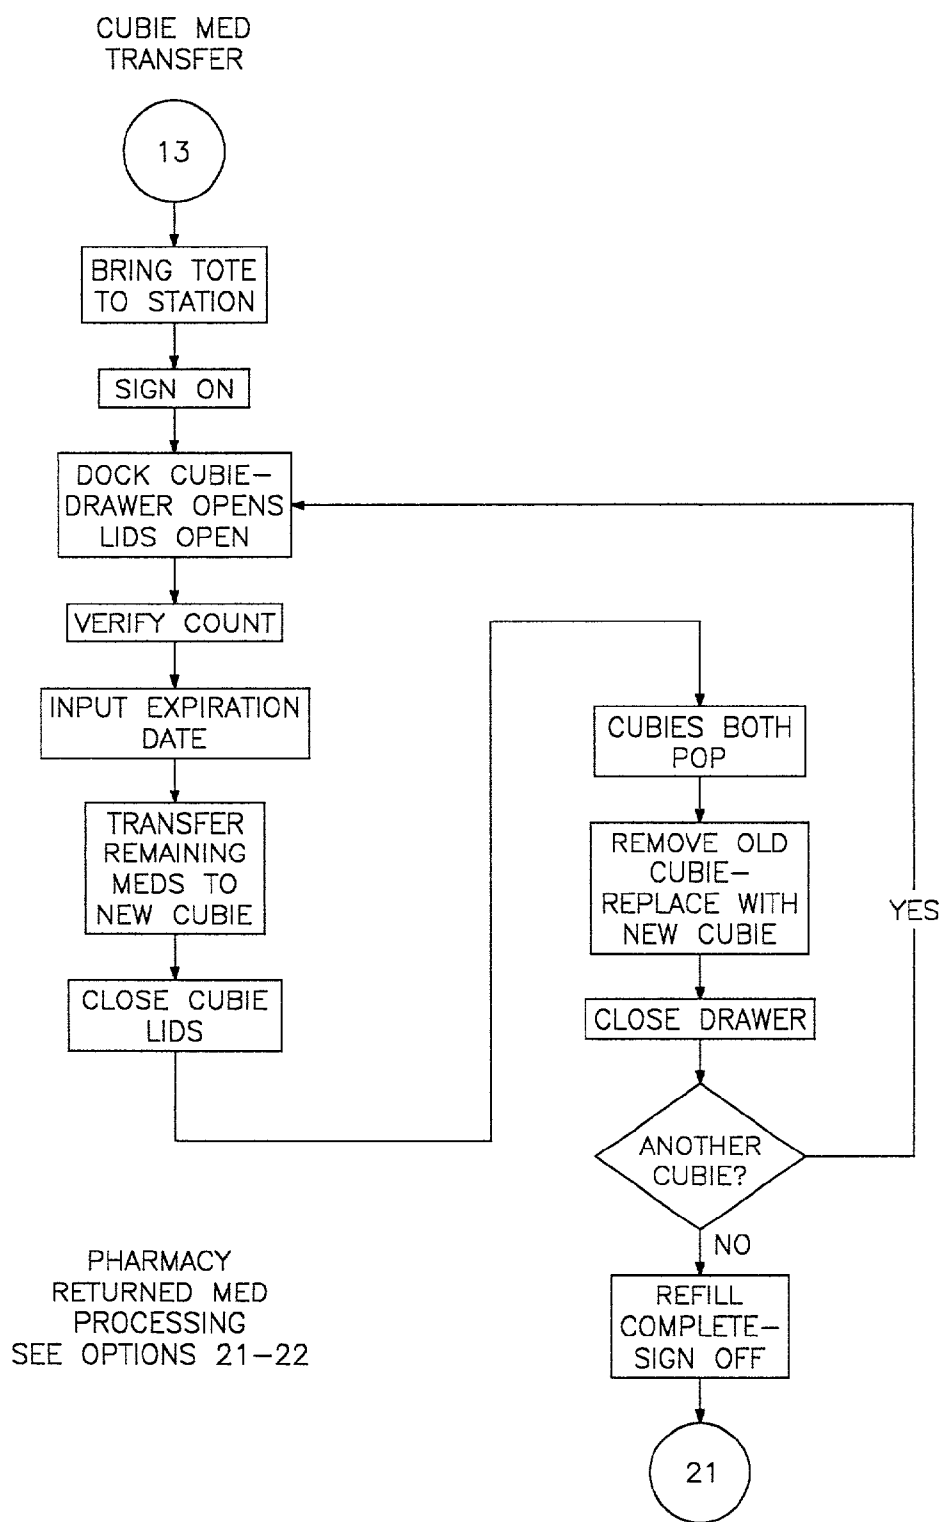 CUBIE MED
TRANSFER
13
BRING TOTE
TO STATION
SIGN ON
DOCK CUBIE-
DRAWER OPENS
LIDS OPEN
VERIFY COUNT
INPUT EXPIRATION
DATE
TRANSFER
REMAINING
MEDS TO
NEW CUBIE
CLOSE CUBIE
LIDS
CUBIES BOTH
POP
REMOVE OLD
CUBIE-
REPLACE WITH
NEW CUBIE
CLOSE DRAWER
ANOTHER
CUBIE?
YES
NO
REFILL
COMPLETE-
SIGN OFF
21
PHARMACY
RETURNED MED
PROCESSING
SEE OPTIONS 21-22